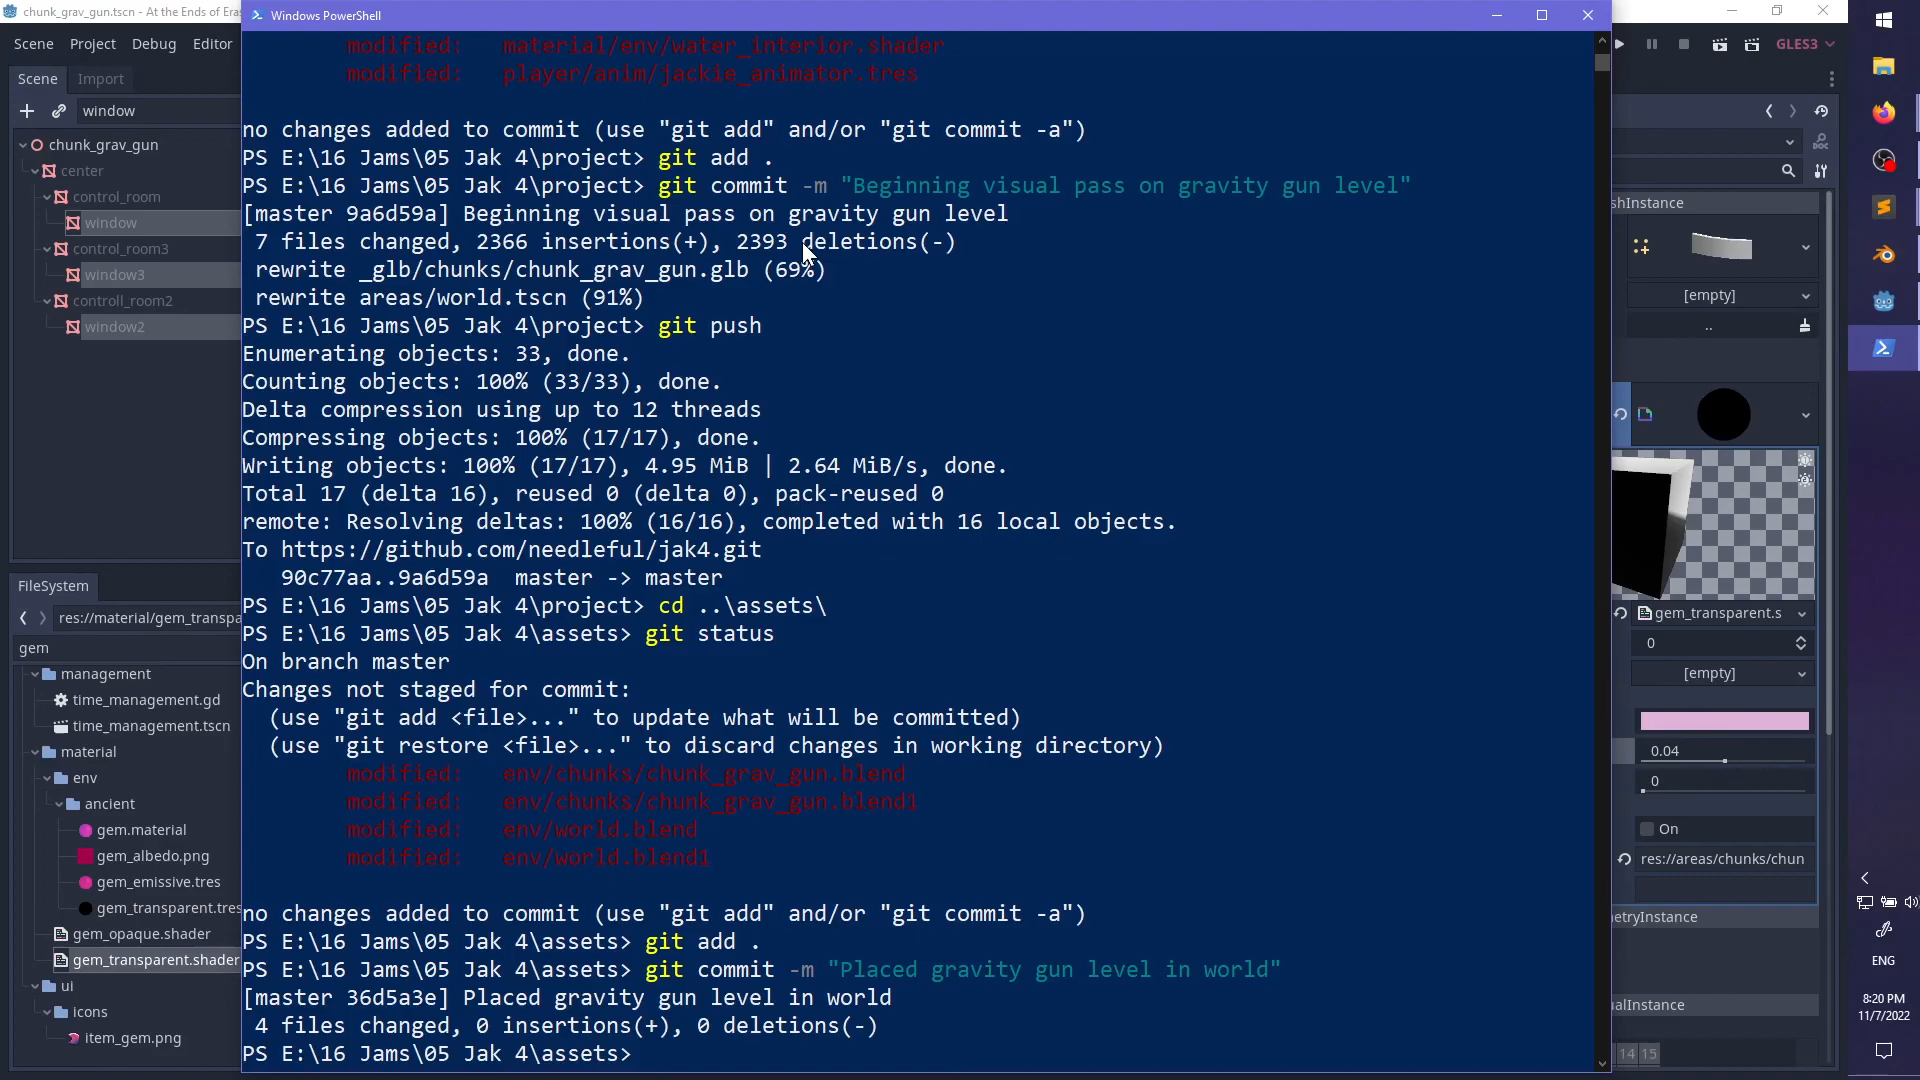 chunk_grav_gun.tscn - At the Ends of Era
Windows PowerShell
Scene Project Debug Editor
GLES3
Scene Import
window
chunk_grav_gun
center
control_room
window
control_room3
window3
controll_room2
window2
FileSystem
res://material/gem_transpa
gem
management
time_management.gd
time_management.tscn
material
env
ancient
gem.material
gem_albedo.png
gem_emissive.tres
gem_transparent.tres
gem_opaque.shader
gem_transparent.shader
ui
icons
item_gem.png
modified: material/env/water_interior.shader
modified: player/anim/jackie_animator.tres
no changes added to commit (use "git add" and/or "git commit -a")
PS E:\16 Jams\05 Jak 4\project> git add .
PS E:\16 Jams\05 Jak 4\project> git commit -m "Beginning visual pass on gravity gun level"
[master 9a6d59a] Beginning visual pass on gravity gun level
7 files changed, 2366 insertions(+), 2393 deletions(-)
rewrite _glb/chunks/chunk_grav_gun.glb (69%)
rewrite areas/world.tscn (91%)
PS E:\16 Jams\05 Jak 4\project> git push
Enumerating objects: 33, done.
Counting objects: 100% (33/33), done.
Delta compression using up to 12 threads
Compressing objects: 100% (17/17), done.
Writing objects: 100% (17/17), 4.95 MiB | 2.64 MiB/s, done.
Total 17 (delta 16), reused 0 (delta 0), pack-reused 0
remote: Resolving deltas: 100% (16/16), completed with 16 local objects.
To https://github.com/needleful/jak4.git
90c77aa..9a6d59a master -> master
PS E:\16 Jams\05 Jak 4\project> cd ..\assets\
PS E:\16 Jams\05 Jak 4\assets> git status
On branch master
Changes not staged for commit:
(use "git add <file>..." to update what will be committed)
(use "git restore <file>..." to discard changes in working directory)
modified: env/chunks/chunk_grav_gun.blend
modified: env/chunks/chunk_grav_gun.blend1
modified: env/world.blend
modified: env/world.blend1
no changes added to commit (use "git add" and/or "git commit -a")
PS E:\16 Jams\05 Jak 4\assets> git add .
PS E:\16 Jams\05 Jak 4\assets> git commit -m "Placed gravity gun level in world"
[master 36d5a3e] Placed gravity gun level in world
4 files changed, 0 insertions(+), 0 deletions(-)
PS E:\16 Jams\05 Jak 4\assets>
DOC
shInstance
[empty]
..
gem_transparent.s
0
[empty]
0.04
0
On
res://areas/chunks/chun
metryInstance
ualInstance
14 15
ENG
8:20 PM
11/7/2022